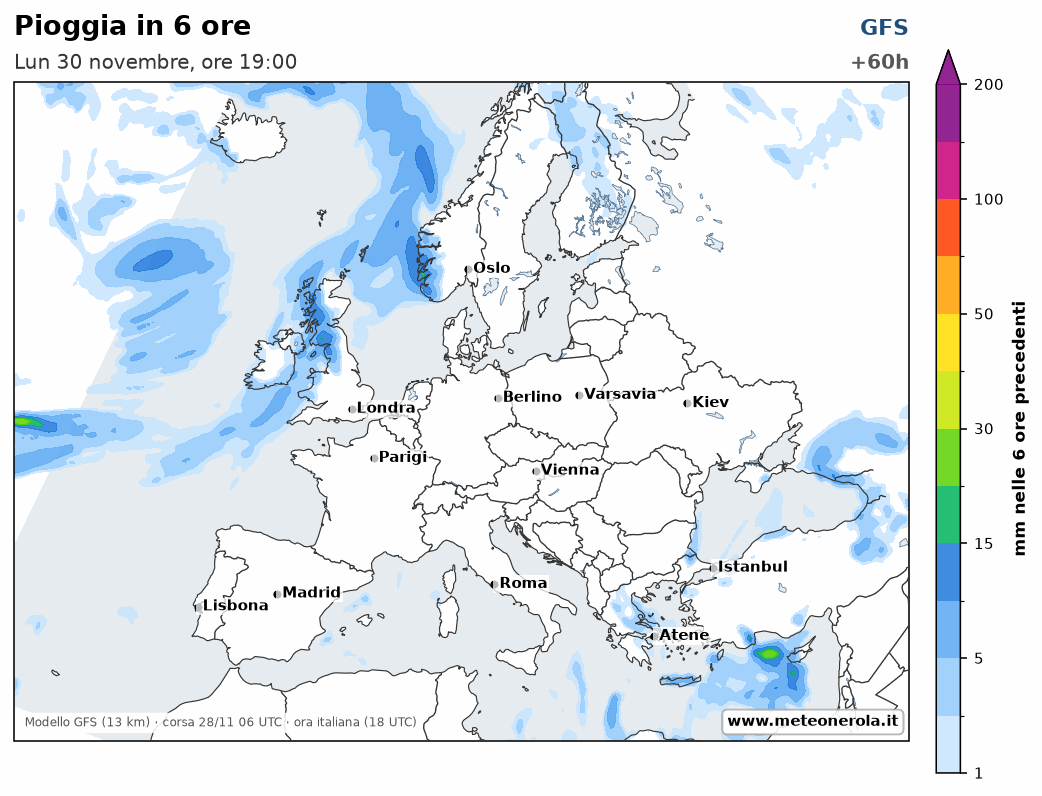 Pioggia in 6 ore
GFS
Lun 30 novembre, ore 19:00
+60h
200
100
50
30
15
5
1
mm nelle 6 ore precedenti
Oslo
Berlino
Varsavia
Kiev
Londra
Parigi
Vienna
Istanbul
Roma
Madrid
Lisbona
Atene
Modello GFS (13 km) · corsa 28/11 06 UTC · ora italiana (18 UTC)
www.meteonerola.it